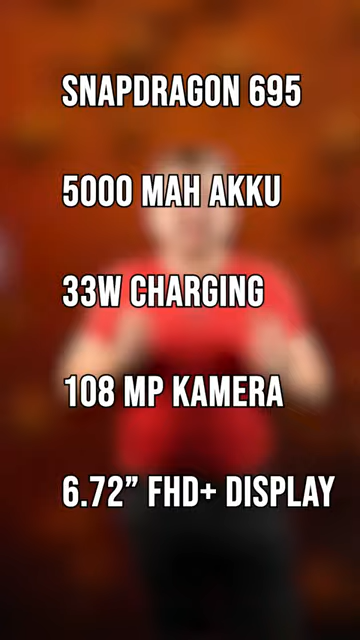 SNAPDRAGON 695
5000 MAH AKKU
33W CHARGING
108 MP KAMERA
6.72” FHD+ DISPLAY